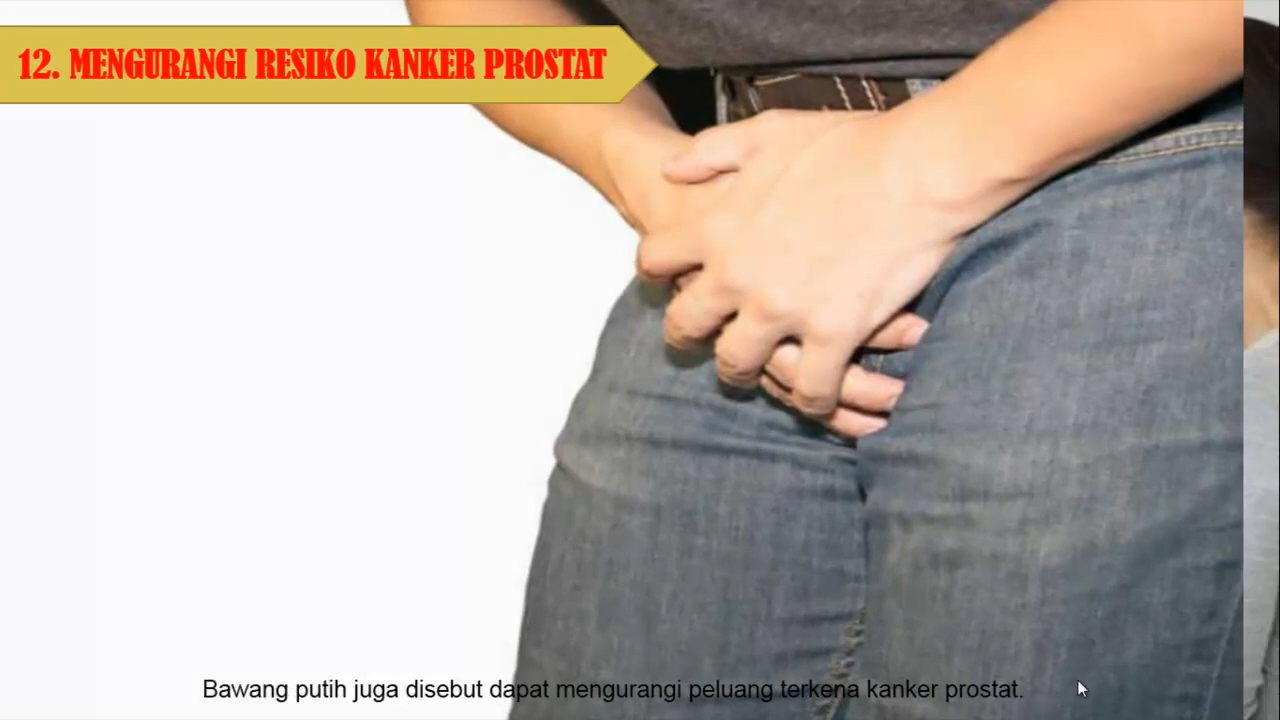 12. MENGURANGI RESIKO KANKER PROSTAT
Bawang putih juga disebut dapat mengurangi peluang terkena kanker prostat.